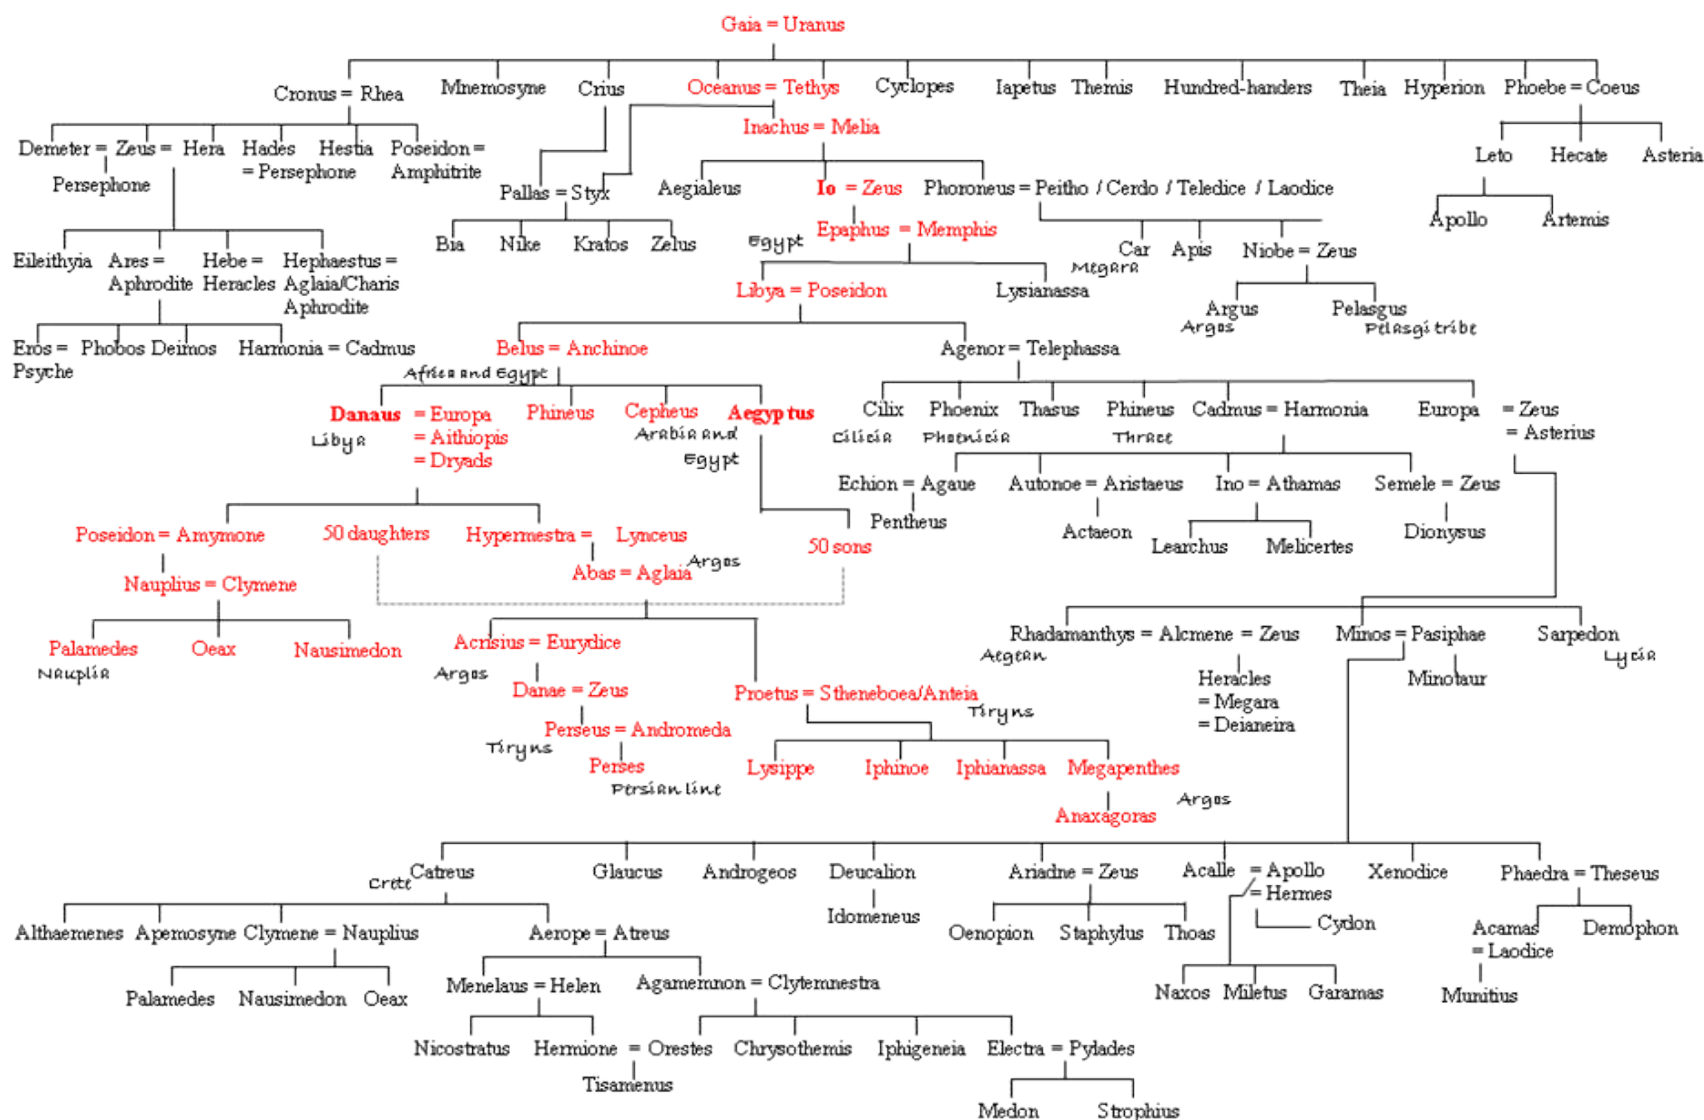 Gaia = Uranus
Cronus = Rhea Mnemosyne Crius Oceanus = Tethys Cyclopes Iapetus Themis Hundred-handers Theia Hyperion Phoebe = Coeus
Inachus = Melia
Demeter = Zeus = Hera Hades Hestia Poseidon =
= Persephone Amphitrite
Persephone
Leto Hecate Asteria
Pallas = Styx Aegialeus Io = Zeus Phoroneus = Peitho / Cerdo / Teledice / Laodice
Apollo Artemis
Bia Nike Kratos Zelus Egypt Epaphus = Memphis
Megara Car Apis Niobe = Zeus
Eileithyia Ares = Hebe = Hephaestus =
Aphrodite Heracles Aglaia/Charis
Aphrodite
Libya = Poseidon Lysianassa
Argus Pelasgus
Argos Pelasgi tribe
Eros = Phobos Deimos Harmonia = Cadmus
Psyche
Belus = Anchinoe Agenor = Telephassa
Africa and Egypt
Danaus = Europa Phineus Cepheus Aegyptus
Libya = Aithiopis Arabia and
= Dryads Egypt
Cilix Phoenix Thasus Phineus Cadmus = Harmonia Europa = Zeus
Cilicia Phoenicia Thrace = Asterius
Echion = Agaue Autonoe = Aristaeus Ino = Athamas Semele = Zeus
Pentheus Actaeon Learchus Melicertes Dionysus
Poseidon = Amymone 50 daughters Hypermestra = Lynceus 50 sons
Nauplius = Clymene Abas = Aglaia Argos
Palamedes Oeax Nausimedon
Nauplia
Acrisius = Eurydice
Argos
Rhadamanthys = Alcmene = Zeus Minos = Pasiphae Sarpedon
Aegean Lycia
Heracles Minotaur
= Megara
= Deianeira
Danae = Zeus Proetus = Stheneboea/Anteia
Tiryns
Perseus = Andromeda
Tiryns
Perses Lysippe Iphinoe Iphianassa Megapenthes
Persian line
Argos
Anaxagoras
Catreus Glaucus Androgeos Deucalion Ariadne = Zeus Acalle = Apollo Xenodice Phaedra = Theseus
Crete = Hermes
Idomeneus
Cydon
Althaemenes Apemosyne Clymene = Nauplius Aerope = Atreus Oenopion Staphylus Thoas
Acamas Demophon
= Laodice
Palamedes Nausimedon Oeax Menelaus = Helen Agamemnon = Clytemnestra Naxos Miletus Garamas Munitius
Nicostratus Hermione = Orestes Chrysothemis Iphigeneia Electra = Pylades
Tisamenus
Medon Strophius